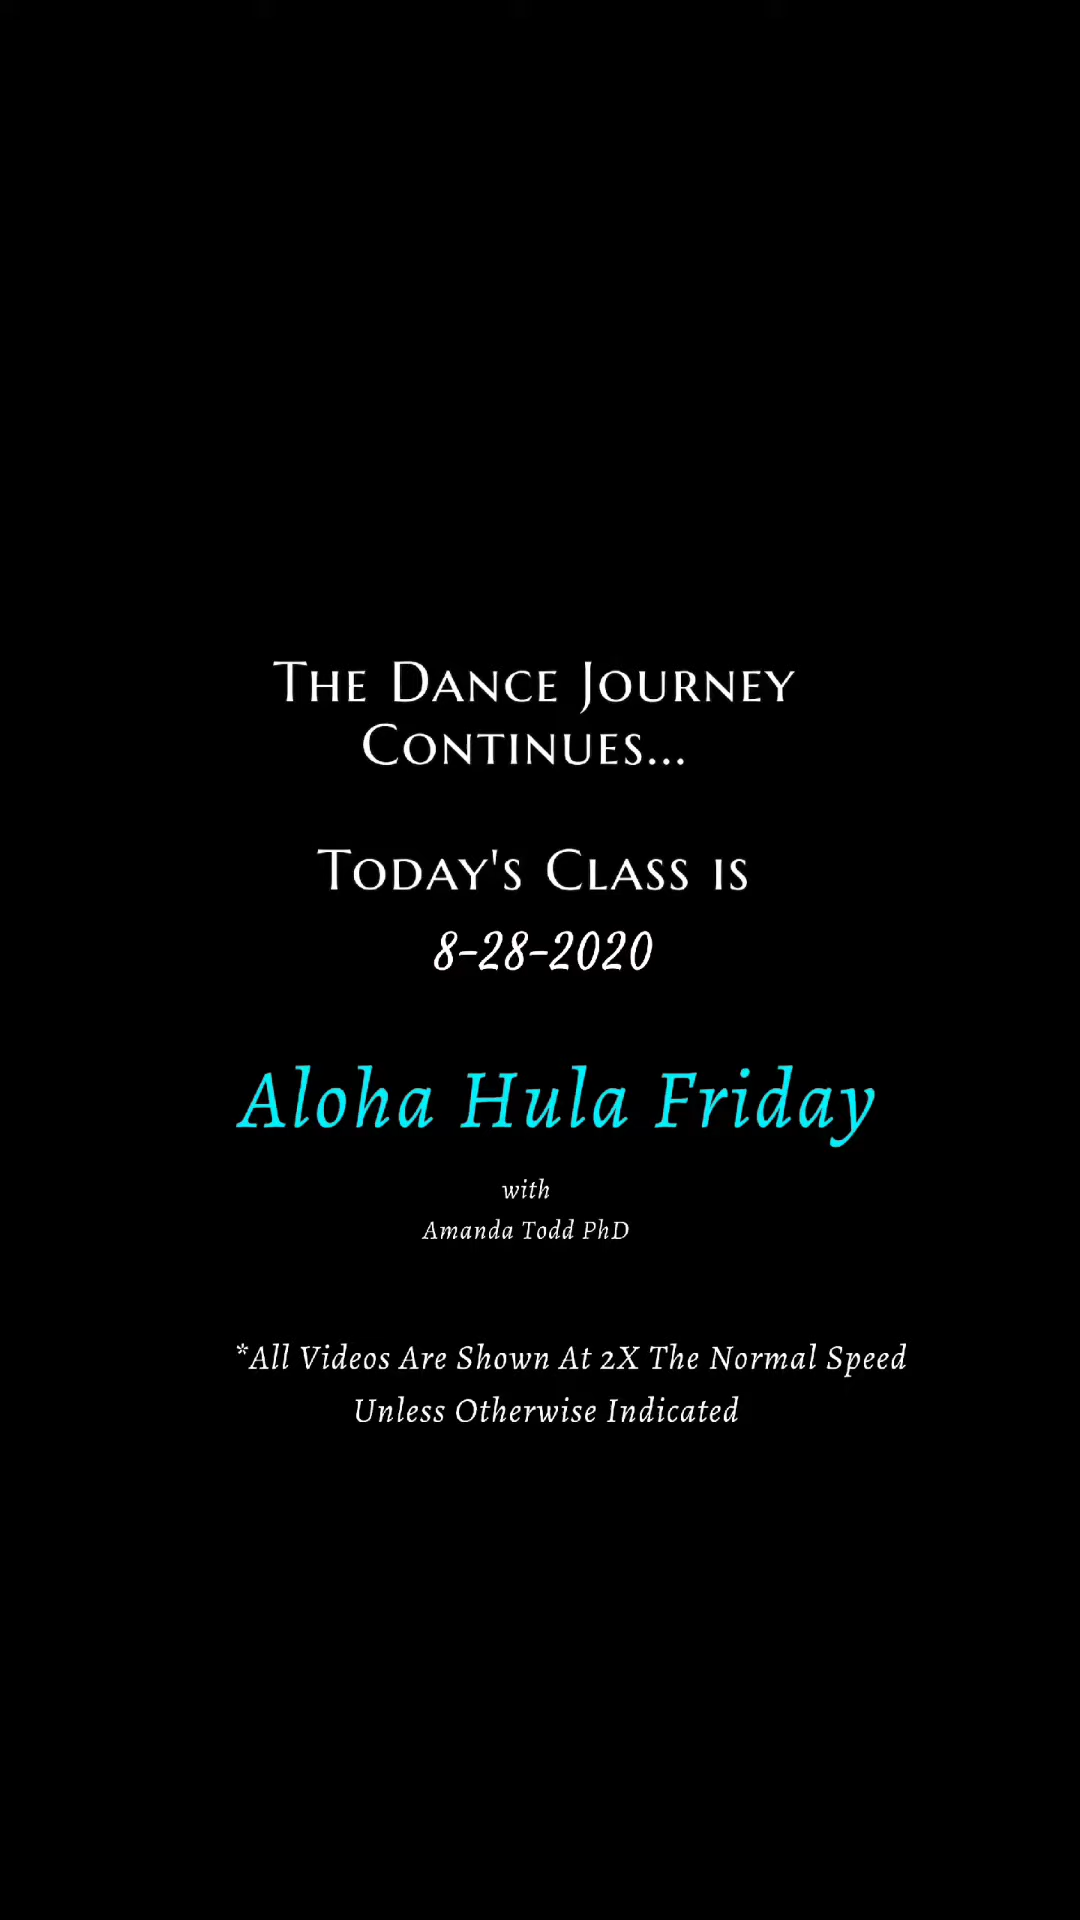 The Dance Journey
Continues...
Today's Class is
8-28-2020
Aloha Hula Friday
with
Amanda Todd PhD
*All Videos Are Shown At 2X The Normal Speed
Unless Otherwise Indicated